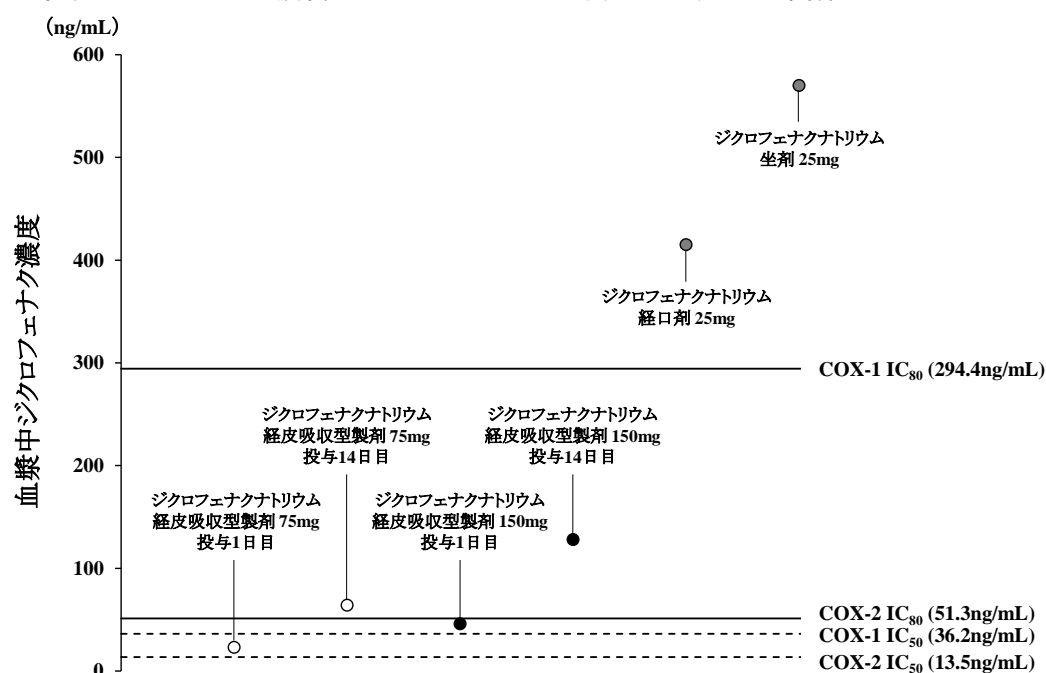 (ng/mL)
600
500
400
300
200
100
0
血漿中ジクロフェナク濃度
ジクロフェナクナトリウム
坐剤 25mg
ジクロフェナクナトリウム
経口剤 25mg
COX-1 IC₈₀ (294.4ng/mL)
ジクロフェナクナトリウム
経皮吸収型製剤 75mg
投与14日目
ジクロフェナクナトリウム
経皮吸収型製剤 150mg
投与14日目
ジクロフェナクナトリウム
経皮吸収型製剤 75mg
投与1日目
ジクロフェナクナトリウム
経皮吸収型製剤 150mg
投与1日目
COX-2 IC₈₀ (51.3ng/mL)
COX-1 IC₅₀ (36.2ng/mL)
COX-2 IC₅₀ (13.5ng/mL)